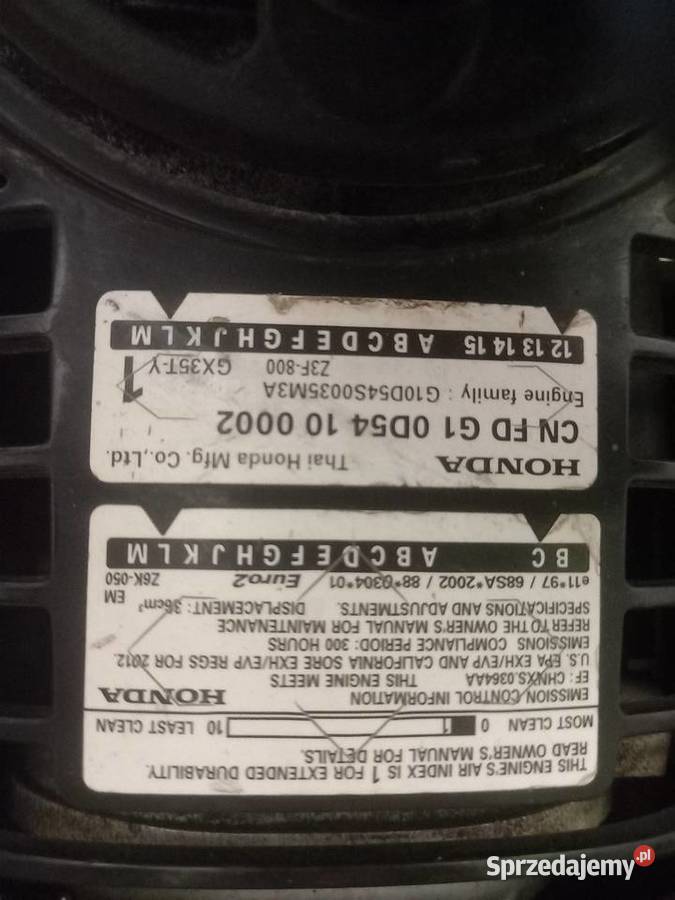 THIS ENGINE'S AIR INDEX IS 1 FOR EXTENDED DURABILITY.
READ OWNER'S MANUAL FOR DETAILS.
MOST CLEAN 0 1 10 LEAST CLEAN
EMISSION CONTROL INFORMATION HONDA
EF: CHNXS.0364AA THIS ENGINE MEETS
U.S. EPA EXH/EVP AND CALIFORNIA SORE EXH/EVP REGS FOR 2012.
EMISSIONS COMPLIANCE PERIOD: 300 HOURS
REFER TO THE OWNER'S MANUAL FOR MAINTENANCE
SPECIFICATIONS AND ADJUSTMENTS. DISPLACEMENT: 36cm³ EM
e11*97 / 68SA*2002 / 88*0304*01 Euro2 Z6K-050
B C A B C D E F G H J K L M
HONDA Thai Honda Mfg. Co.,Ltd.
CN FD G1 0D54 10 0002
Engine family : G10D54S0035M3A
Z3F-800 GX35T-Y 1
12 13 14 15 A B C D E F G H J K L M
Sprzedajemy.pl